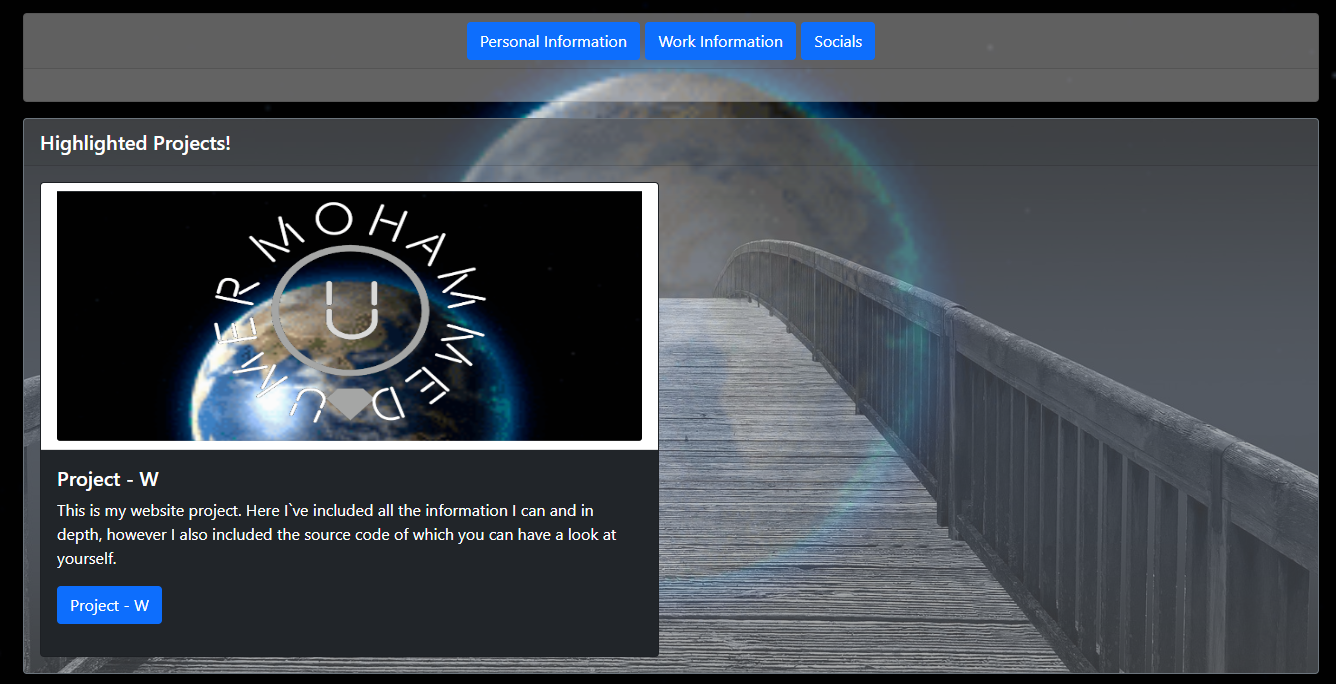 Personal Information Work Information Socials
Highlighted Projects!
UMER MOHAMMED
U
Project - W
This is my website project. Here I`ve included all the information I can and in
depth, however I also included the source code of which you can have a look at
yourself.
Project - W